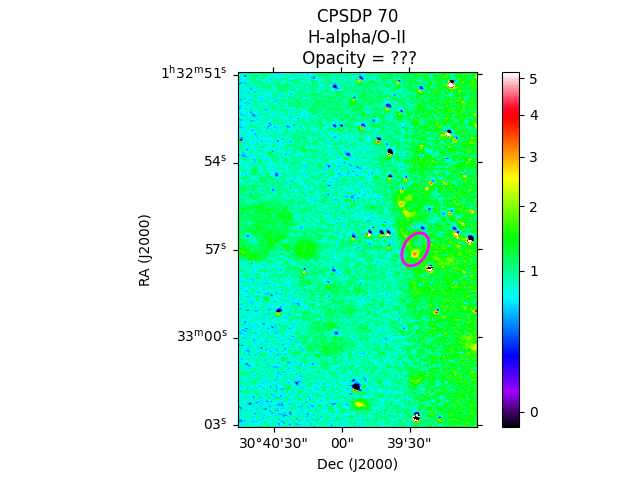 CPSDP 70
H-alpha/O-II
Opacity = ???
1ʰ32ᵐ51ˢ
54ˢ
57ˢ
33ᵐ00ˢ
03ˢ
30°40'30" 00" 39'30"
RA (J2000)
Dec (J2000)
5
4
3
2
1
0